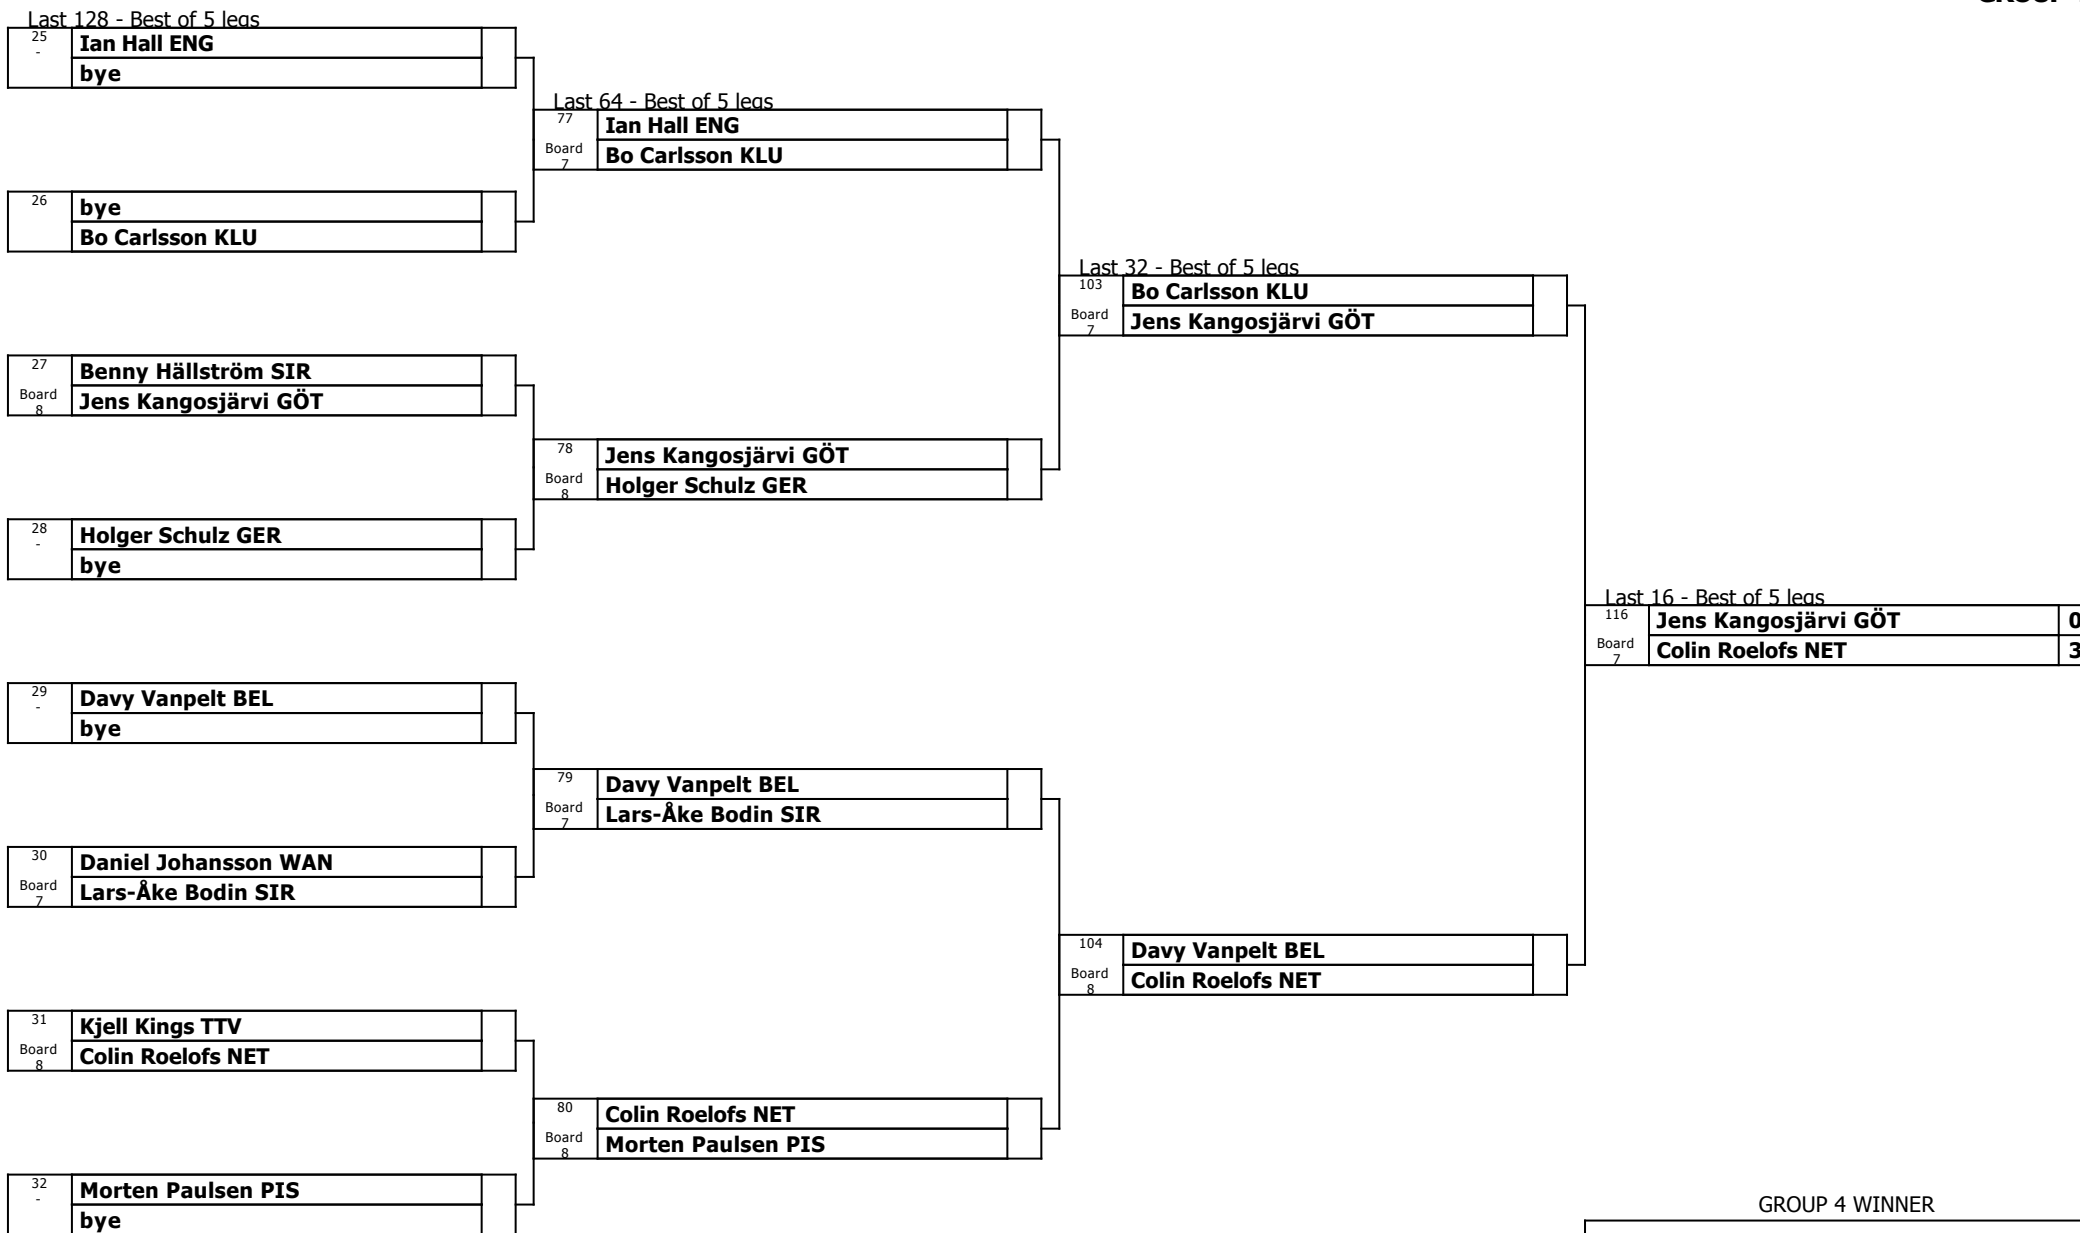 Last 128 - Best of 5 legs
25
-
Ian Hall ENG
bye
26
bye
Bo Carlsson KLU
27
Board
8
Benny Hällström SIR
Jens Kangosjärvi GÖT
28
-
Holger Schulz GER
bye
29
-
Davy Vanpelt BEL
bye
30
Board
7
Daniel Johansson WAN
Lars-Åke Bodin SIR
31
Board
8
Kjell Kings TTV
Colin Roelofs NET
32
-
Morten Paulsen PIS
bye
Last 64 - Best of 5 legs
77
Board
7
Ian Hall ENG
Bo Carlsson KLU
78
Board
8
Jens Kangosjärvi GÖT
Holger Schulz GER
79
Board
7
Davy Vanpelt BEL
Lars-Åke Bodin SIR
80
Board
8
Colin Roelofs NET
Morten Paulsen PIS
Last 32 - Best of 5 legs
103
Board
7
Bo Carlsson KLU
Jens Kangosjärvi GÖT
104
Board
8
Davy Vanpelt BEL
Colin Roelofs NET
Last 16 - Best of 5 legs
116
Board
7
Jens Kangosjärvi GÖT 0
Colin Roelofs NET 3
GROUP 4 WINNER